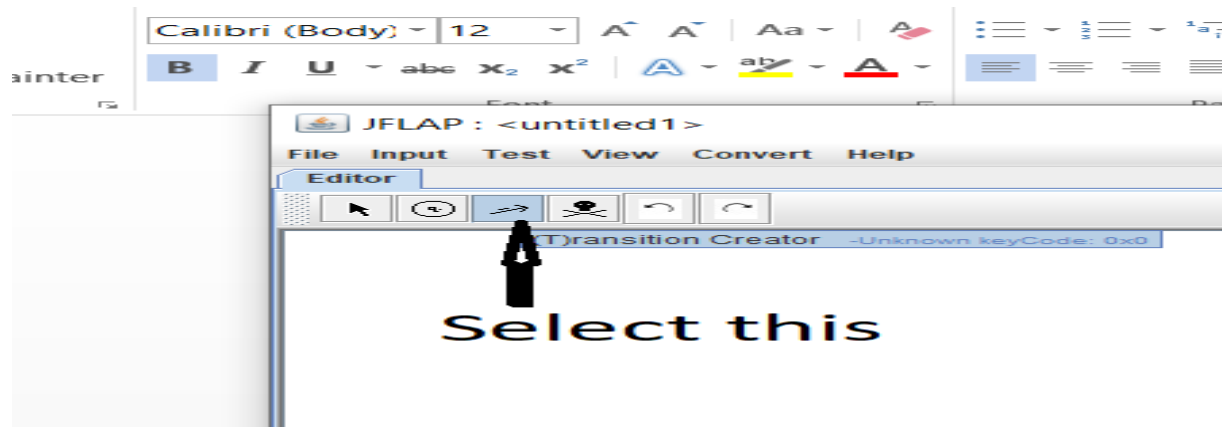 Calibri (Body) 12 A A Aa
ainter B I U abc X₂ X² A ab A
Font
JFLAP : <untitled1>
File Input Test View Convert Help
Editor
(T)ransition Creator -Unknown keyCode: 0x0
Select this